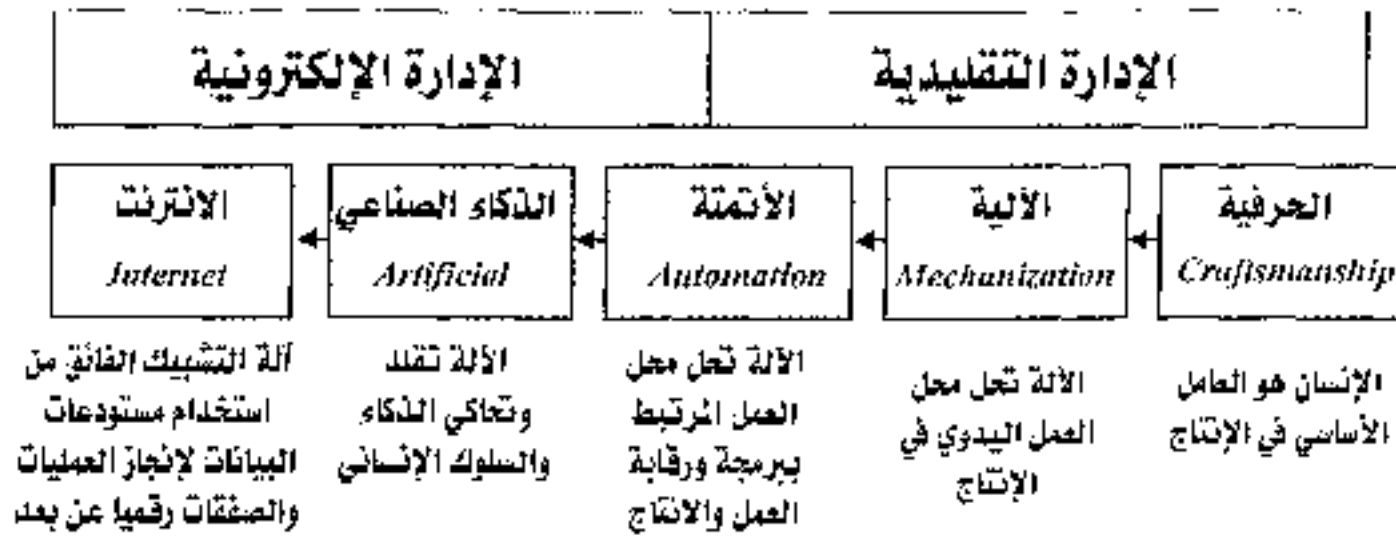 الإدارة التقليدية
الإدارة الإلكترونية
الحرفية
Craftsmanship
الإنسان هو العامل
الأساسي في الإنتاج
الآلية
Mechanization
الآلة تحل محل
العمل اليدوي في
الإنتاج
الأتمتة
Automation
الآلة تحل محل
العمل المرتبط
ببرمجة ورقابة
العمل والانتاج
الذكاء الصناعي
Artificial
الآلة تقلد
وتحاكي الذكاء
والسلوك الإنساني
الانترنت
Internet
آلة التشبيك الفائق من
استخدام مستودعات
البيانات لإنجاز العمليات
والصفقات رقميا عن بعد